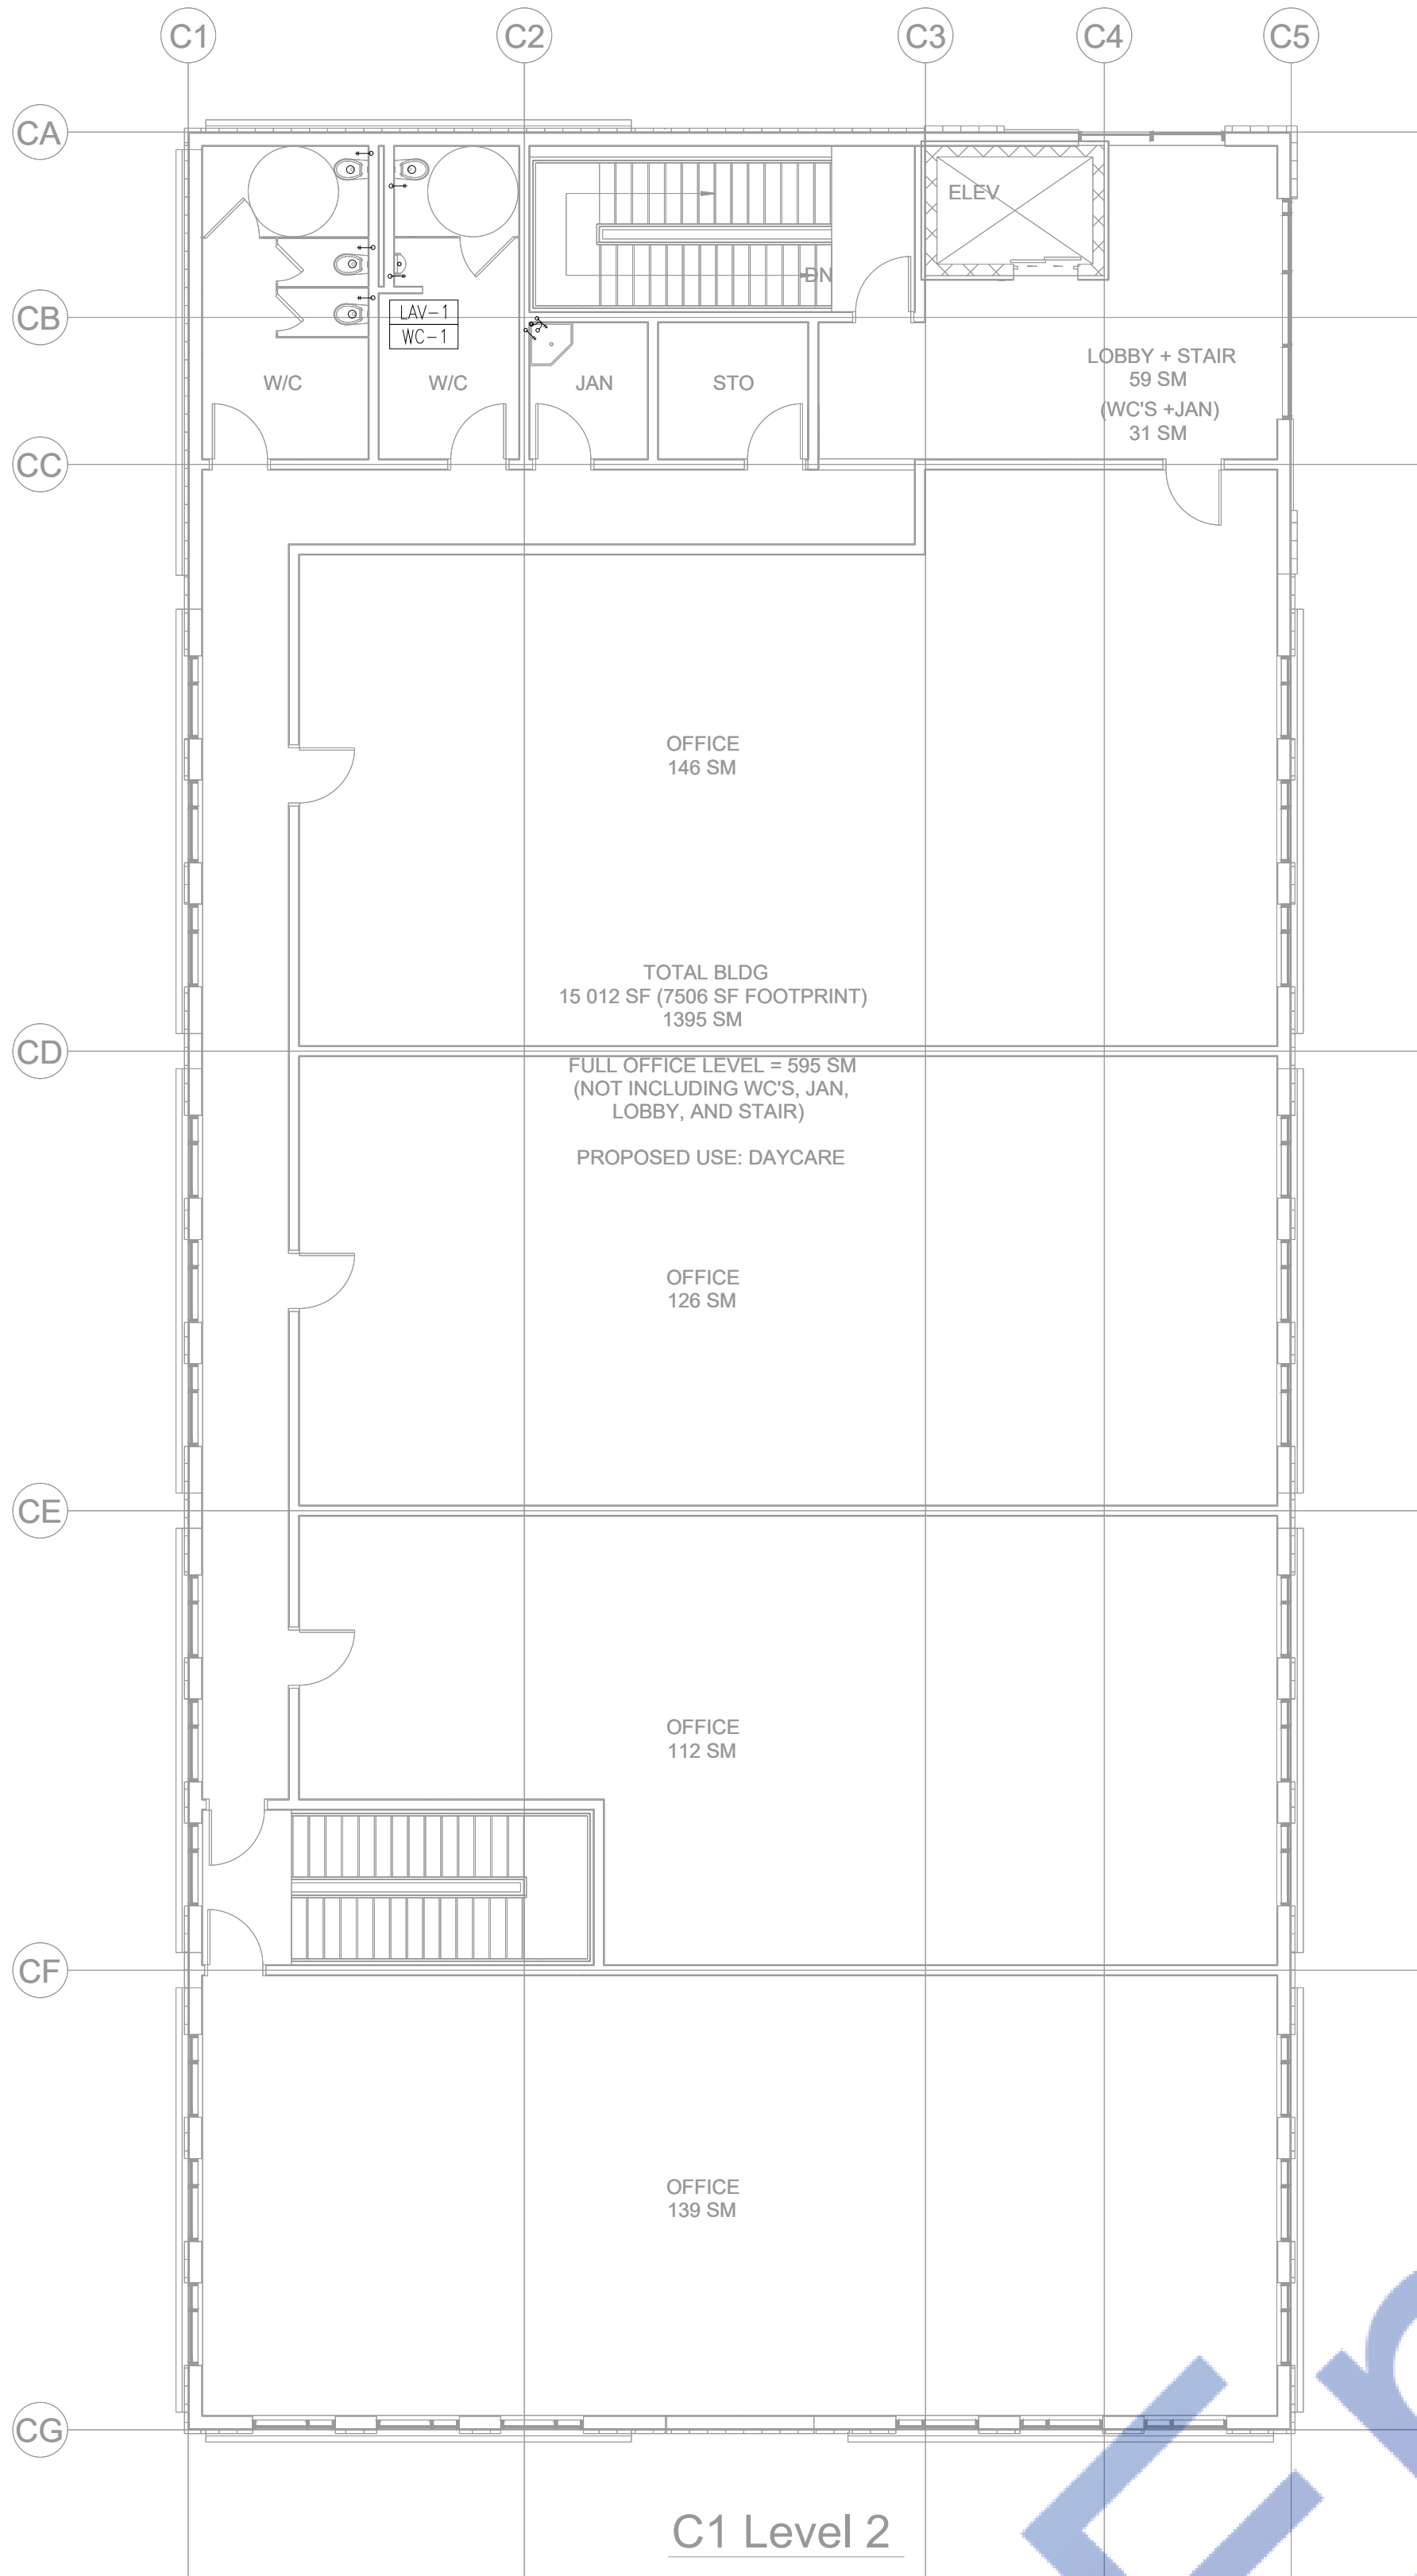 C1
C2
C3
C4
C5
CA
ELEV
DN
CB
LAV-1
WC-1
LOBBY + STAIR
59 SM
(WC'S +JAN)
31 SM
W/C
W/C
JAN
STO
CC
OFFICE
146 SM
TOTAL BLDG
15 012 SF (7506 SF FOOTPRINT)
1395 SM
CD
FULL OFFICE LEVEL = 595 SM
(NOT INCLUDING WC'S, JAN,
LOBBY, AND STAIR)
PROPOSED USE: DAYCARE
OFFICE
126 SM
CE
OFFICE
112 SM
CF
OFFICE
139 SM
CG
C1 Level 2